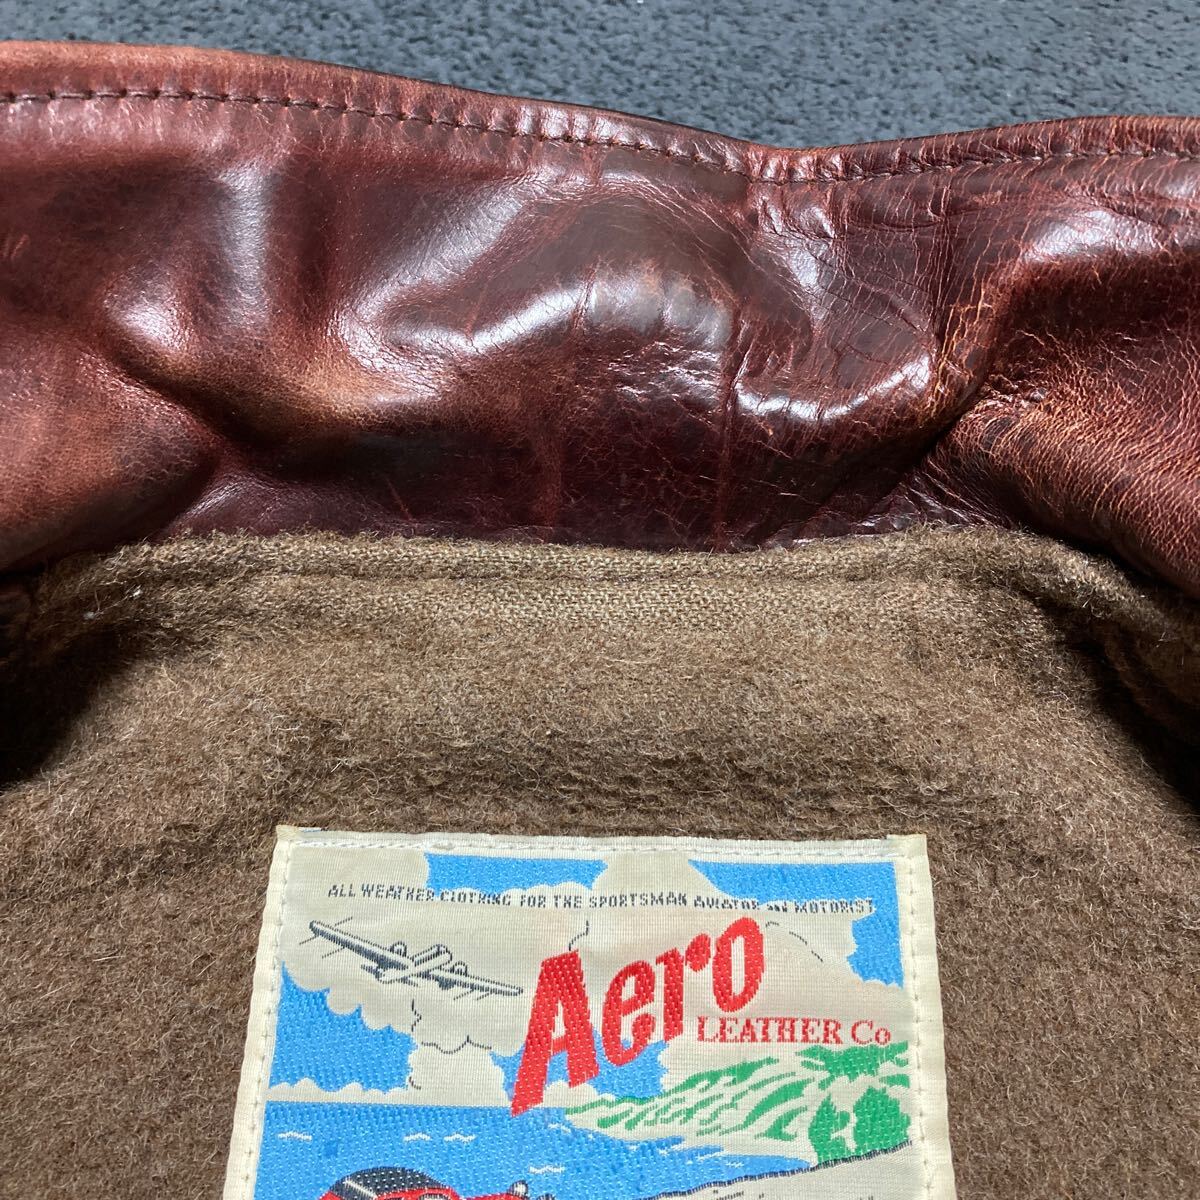 ALL WEATHER CLOTHING FOR THE SPORTSMAN AVIATOR AND MOTORIST
Aero
LEATHER Co